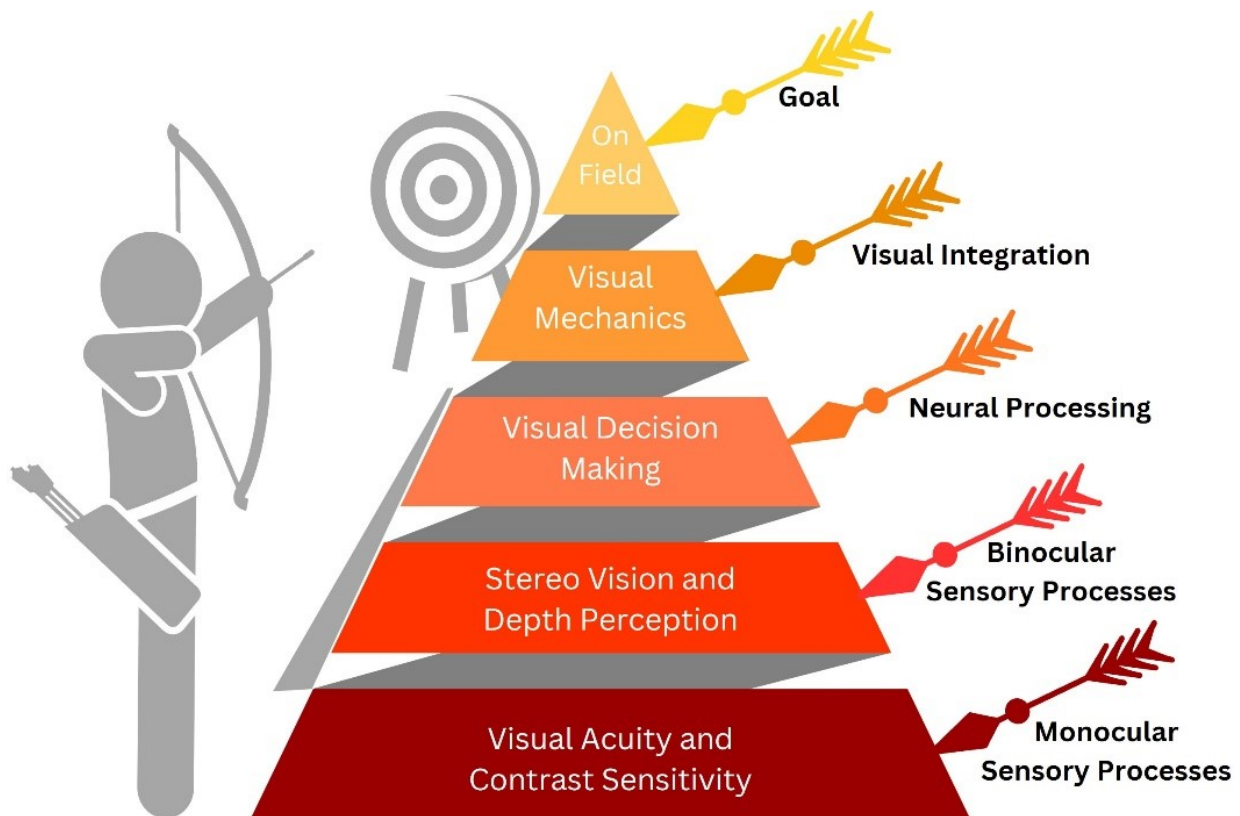 On
Field
Goal
Visual
Mechanics
Visual Integration
Visual Decision
Making
Neural Processing
Stereo Vision and
Depth Perception
Binocular
Sensory Processes
Visual Acuity and
Contrast Sensitivity
Monocular
Sensory Processes